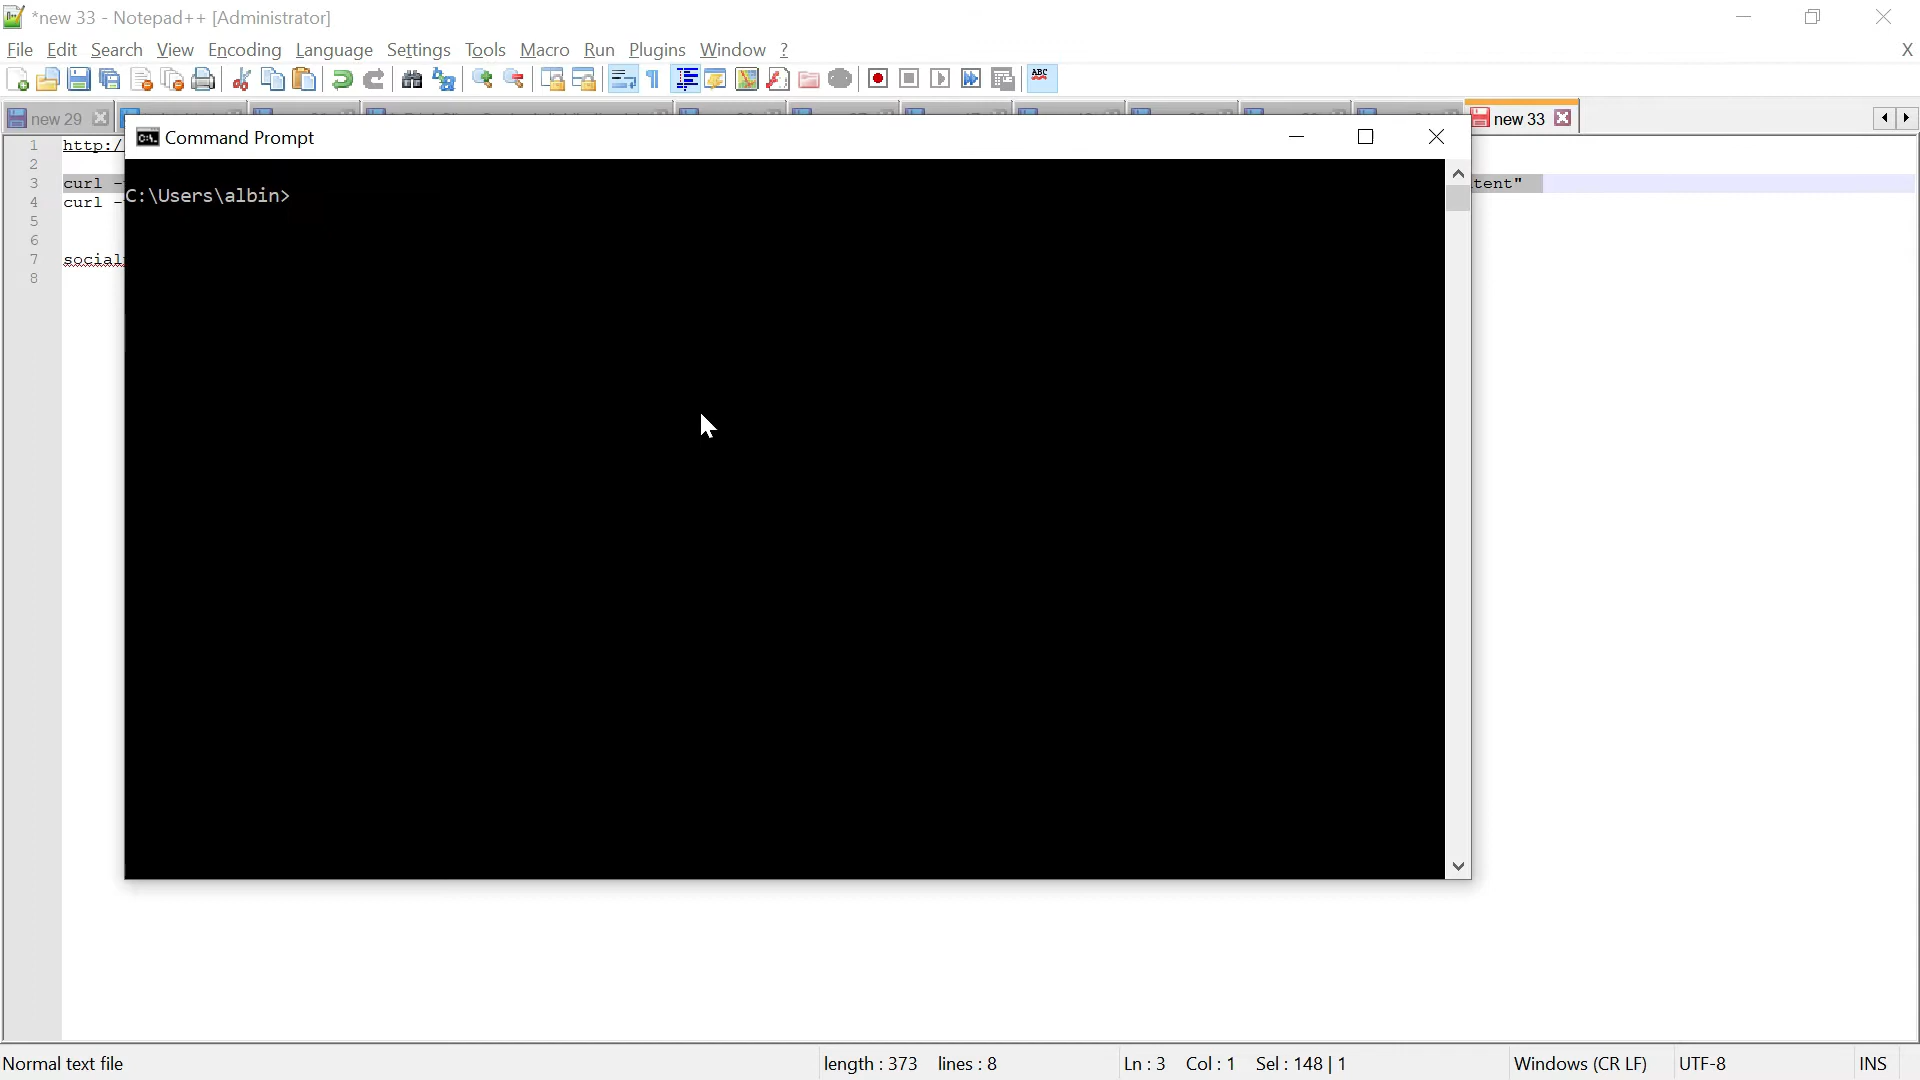 *new 33 - Notepad++ [Administrator]
File Edit Search View Encoding Language Settings Tools Macro Run Plugins Window ? X
ABC
new 29
new 33
Command Prompt
1 http:/
2
3 curl - tent"
4 curl -
5
6
7 social
8
C:\Users\albin>
Normal text file length : 373 lines : 8 Ln : 3 Col : 1 Sel : 148 | 1 Windows (CR LF) UTF-8 INS